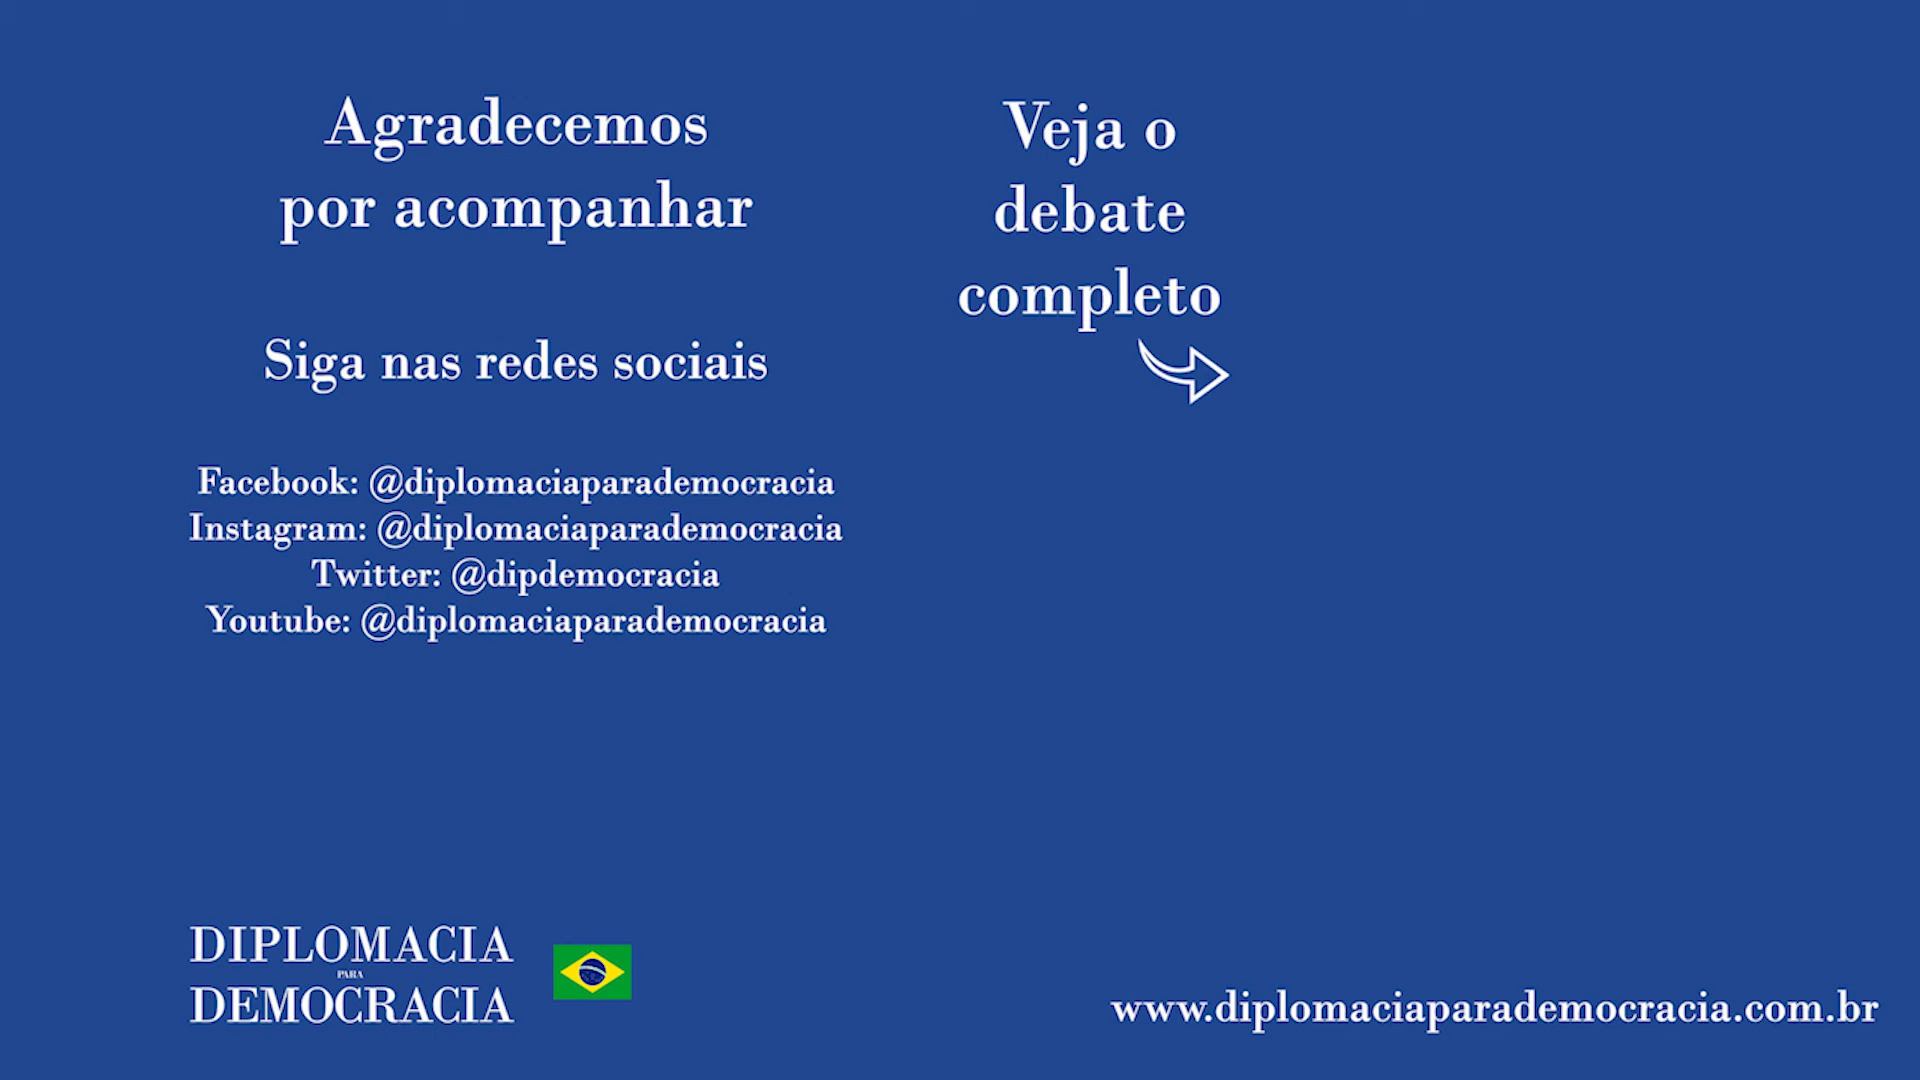 Agradecemos
por acompanhar
Siga nas redes sociais
Facebook: @diplomaciaparademocracia
Instagram: @diplomaciaparademocracia
Twitter: @dipdemocracia
Youtube: @diplomaciaparademocracia
Veja o
debate
completo
DIPLOMACIA
PARA
DEMOCRACIA
www.diplomaciaparademocracia.com.br